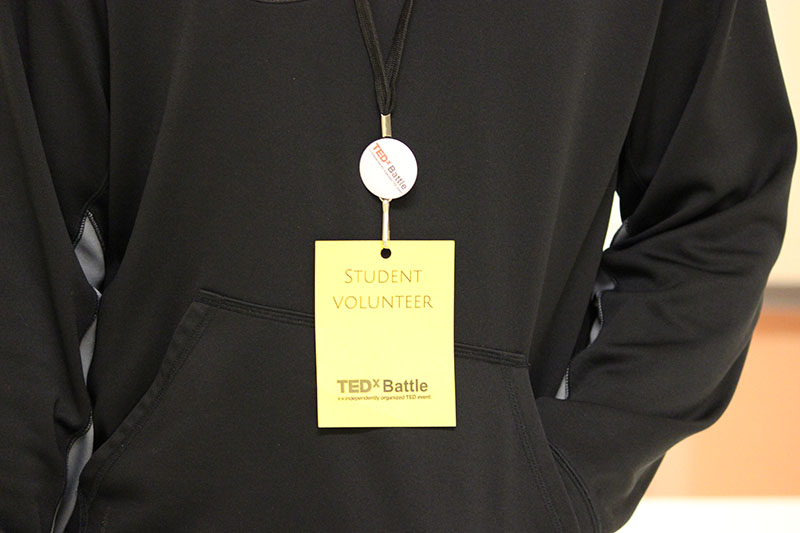 TEDx Battle
STUDENT
VOLUNTEER
TEDx Battle
x = independently organized TED event